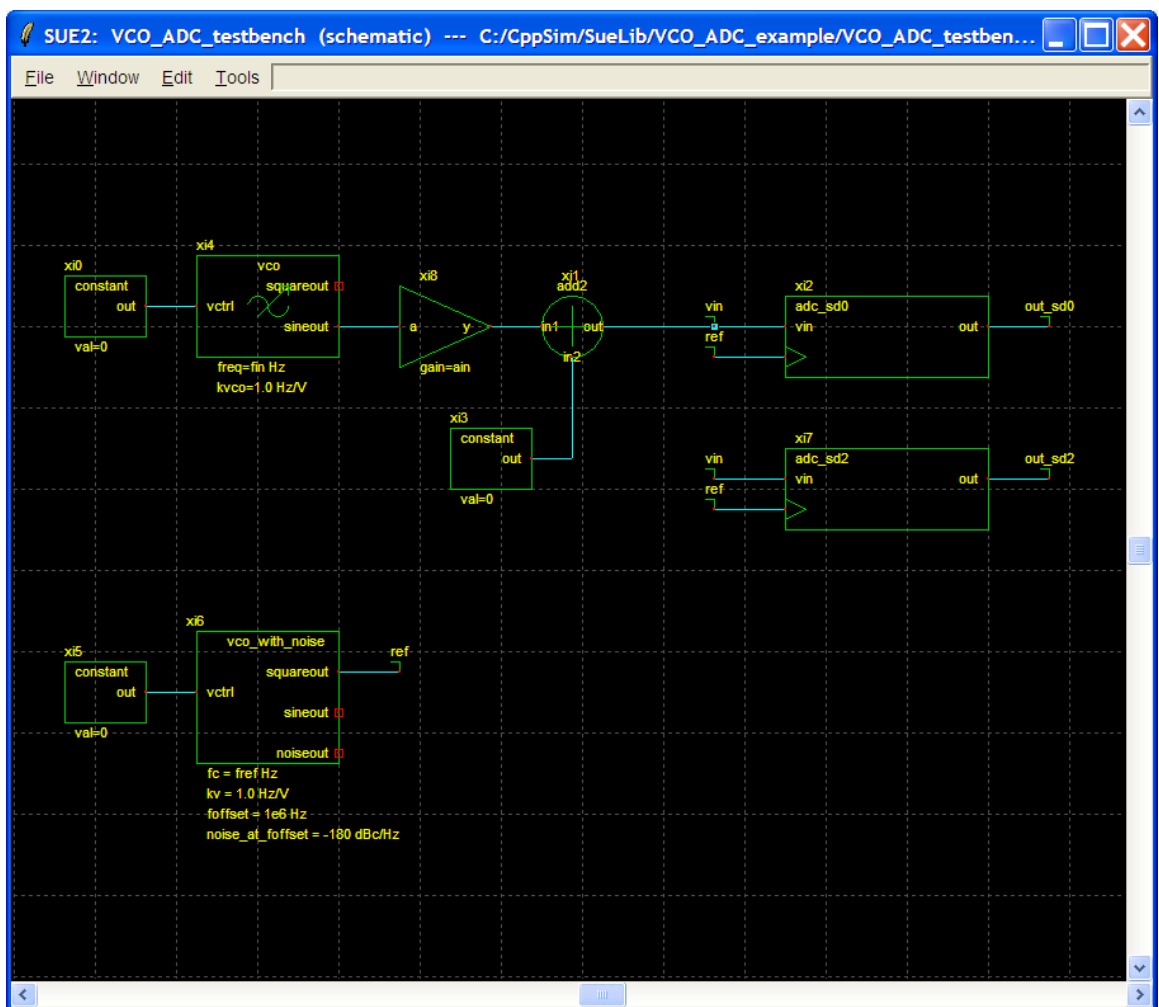 SUE2: VCO_ADC_testbench (schematic) --- C:/CppSim/SueLib/VCO_ADC_example/VCO_ADC_testben...
File Window Edit Tools
xi0
constant
out
val=0
xi4
vco
squareout
vctrl
sineout
freq=fin Hz
kvco=1.0 Hz/V
xi8
a
y
gain=ain
xi1
add2
in1
out
in2
xi3
constant
out
val=0
vin
ref
xi2
adc_sd0
vin
out
out_sd0
vin
ref
xi7
adc_sd2
vin
out
out_sd2
xi5
constant
out
val=0
xi6
vco_with_noise
squareout
vctrl
sineout
noiseout
ref
fc = fref Hz
kv = 1.0 Hz/V
foffset = 1e6 Hz
noise_at_foffset = -180 dBc/Hz